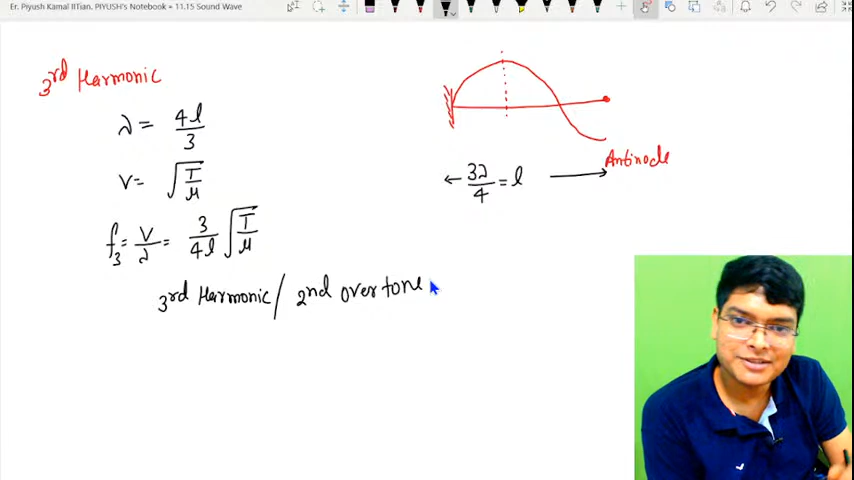 Er. Piyush Kamal IITian. PIYUSH's Notebook » 11.15 Sound Wave
3rd Harmonic
λ = 4l/3
v = √(T/μ)
f₃ = v/λ = 3/4l √(T/μ)
3rd Harmonic / 2nd overtone
Antinode
← 3λ/4 = l →